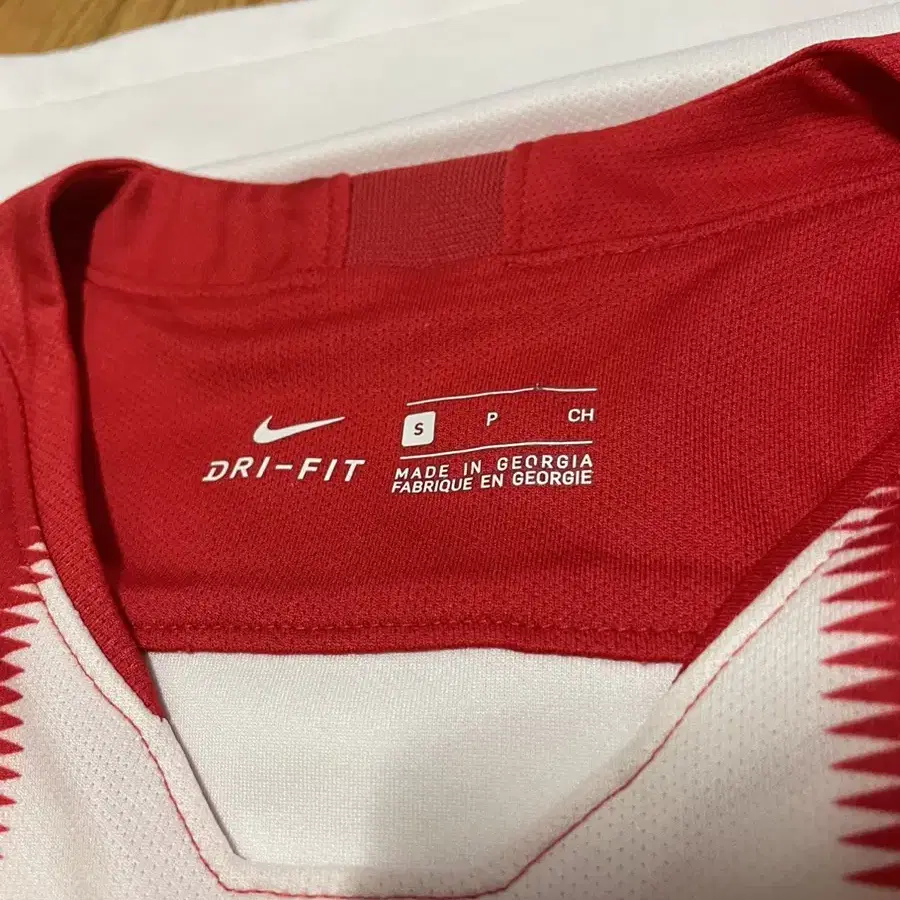 DRI-FIT
S P CH
MADE IN GEORGIA
FABRIQUE EN GEORGIE